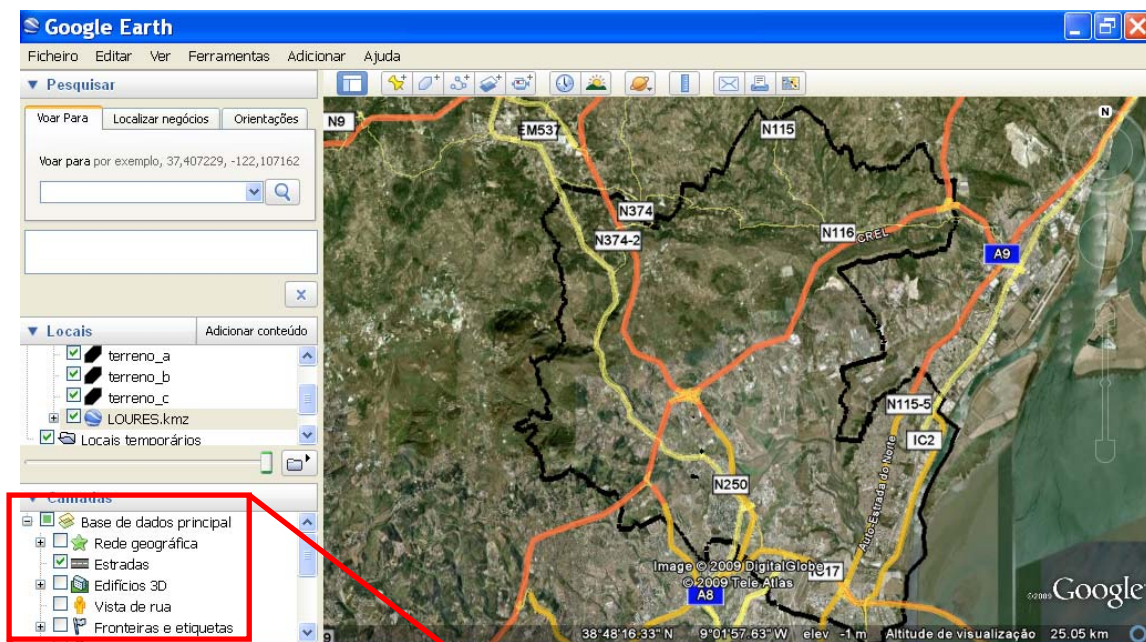 Google Earth
Ficheiro Editar Ver Ferramentas Adicionar Ajuda
Pesquisar
Voar Para Localizar negócios Orientações
Voar para por exemplo, 37,407229, -122,107162
Locais Adicionar conteúdo
terreno_a
terreno_b
terreno_c
LOURES.kmz
Locais temporários
Camadas
Base de dados principal
Rede geográfica
Estradas
Edifícios 3D
Vista de rua
Fronteiras e etiquetas
N9
EM537
N115
N
N374
N374-2
N116
CREL
A9
N115-5
IC2
Auto-Estrada do Norte
N250
Image © 2009 DigitalGlobe
© 2009 Tele Atlas
IC17
A8
©2009 Google
38°48'16.33" N 9°01'57.63" W elev -1 m Altitude de visualização 25.05 km